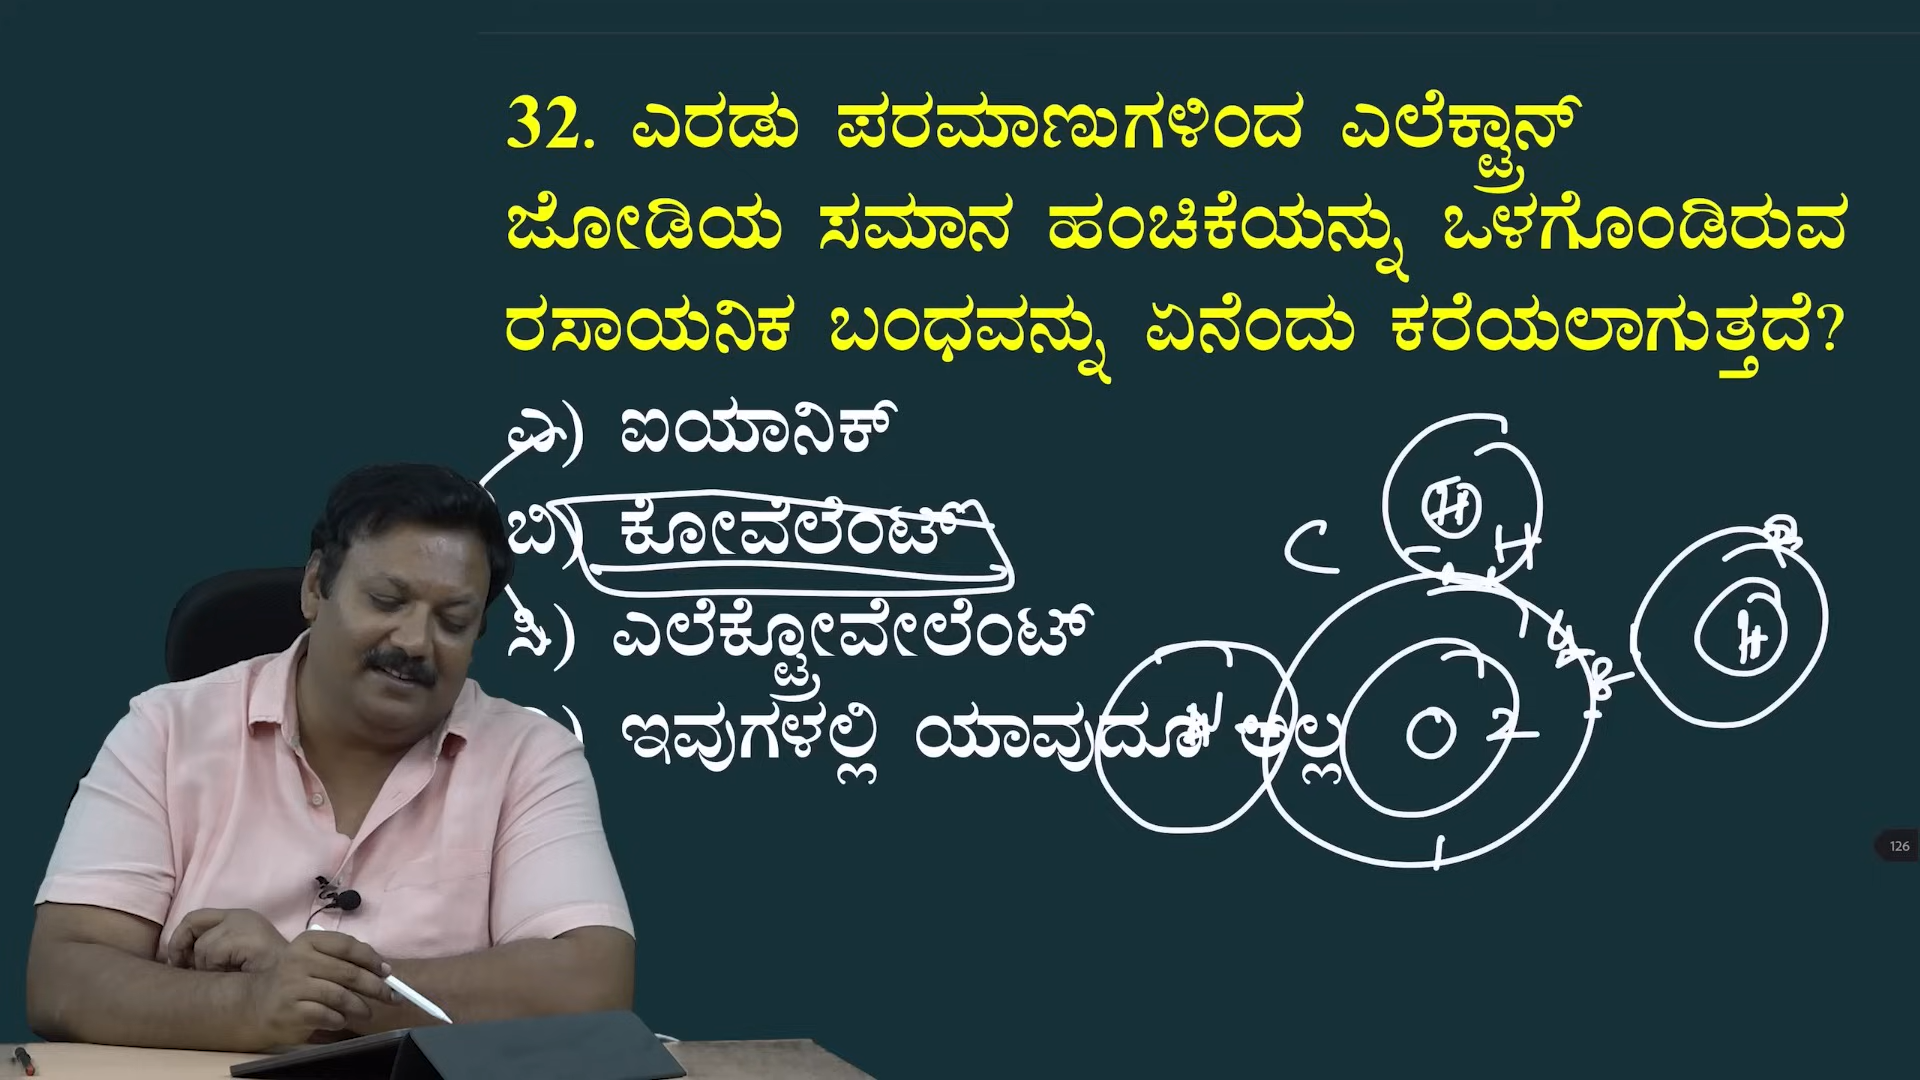 32. ಎರಡು ಪರಮಾಣುಗಳಿಂದ ಎಲೆಕ್ಟ್ರಾನ್
ಜೋಡಿಯ ಸಮಾನ ಹಂಚಿಕೆಯನ್ನು ಒಳಗೊಂಡಿರುವ
ರಸಾಯನಿಕ ಬಂಧವನ್ನು ಏನೆಂದು ಕರೆಯಲಾಗುತ್ತದೆ?
ಎ) ಐಯಾನಿಕ್
ಬಿ) ಕೋವೆಲೆಂಟ್
ಸಿ) ಎಲೆಕ್ಟ್ರೋವೇಲೆಂಟ್
ಇವುಗಳಲ್ಲಿ ಯಾವುದೂ ಅಲ್ಲ
H
H
H
H
O
2
126